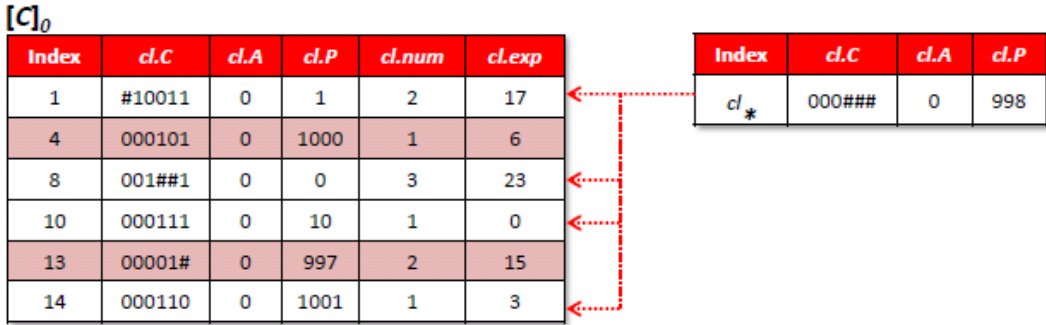 [C]0
Index cl.C cl.A cl.P cl.num cl.exp
1 #10011 0 1 2 17
4 000101 0 1000 1 6
8 001##1 0 0 3 23
10 000111 0 10 1 0
13 00001# 0 997 2 15
14 000110 0 1001 1 3
Index cl.C cl.A cl.P
cl* 000### 0 998